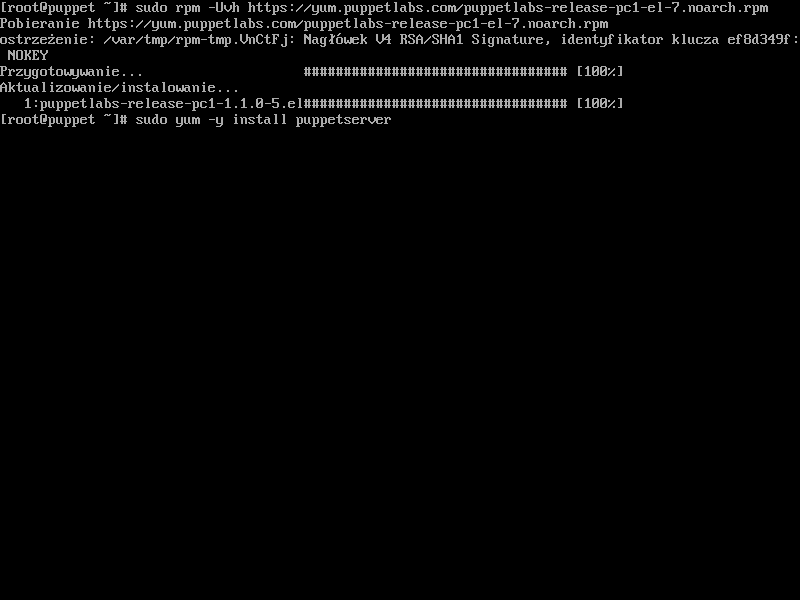 [root@puppet ~]# sudo rpm -Uvh https://yum.puppetlabs.com/puppetlabs-release-pc1-el-7.noarch.rpm
Pobieranie https://yum.puppetlabs.com/puppetlabs-release-pc1-el-7.noarch.rpm
ostrzeżenie: /var/tmp/rpm-tmp.VnCtFj: Nagłówek V4 RSA/SHA1 Signature, identyfikator klucza ef8d349f:
NOKEY
Przygotowywanie... ################################# [100%]
Aktualizowanie/instalowanie...
1:puppetlabs-release-pc1-1.1.0-5.el################################# [100%]
[root@puppet ~]# sudo yum -y install puppetserver